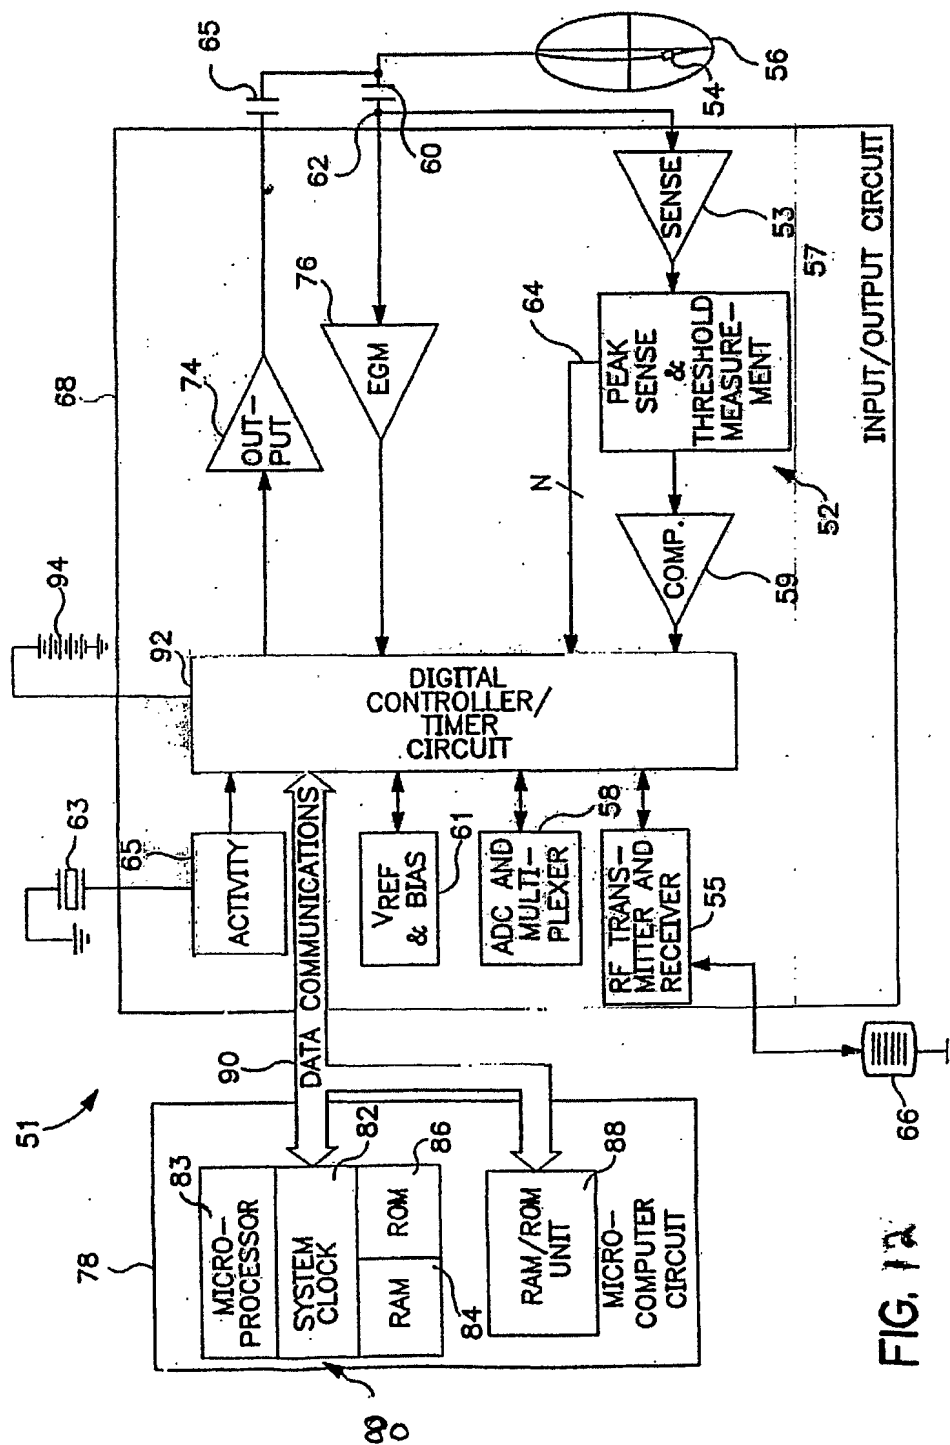 51
78
83
MICRO-
PROCESSOR
SYSTEM
CLOCK
82
RAM
ROM
84
86
80
RAM/ROM
UNIT
88
MICRO-
COMPUTER
CIRCUIT
90
DATA COMMUNICATIONS
63
65
ACTIVITY
VREF
& BIAS
61
ADC AND
MULTI-
PLEXER
58
RF TRANS-
MITTER AND
RECEIVER
55
66
94
92
DIGITAL
CONTROLLER/
TIMER
CIRCUIT
68
74
OUT-
PUT
76
EGM
N
64
COMP.
59
PEAK
SENSE
&
THRESHOLD
MEASURE-
MENT
52
SENSE
53
57
INPUT/OUTPUT CIRCUIT
65
62
60
54
56
FIG. 12